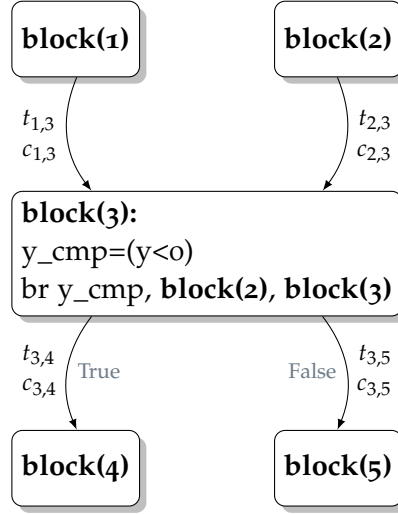 block(1)
block(2)
t1,3
c1,3
t2,3
c2,3
block(3):
y_cmp=(y<0)
br y_cmp, block(2), block(3)
t3,4
c3,4
True
False
t3,5
c3,5
block(4)
block(5)